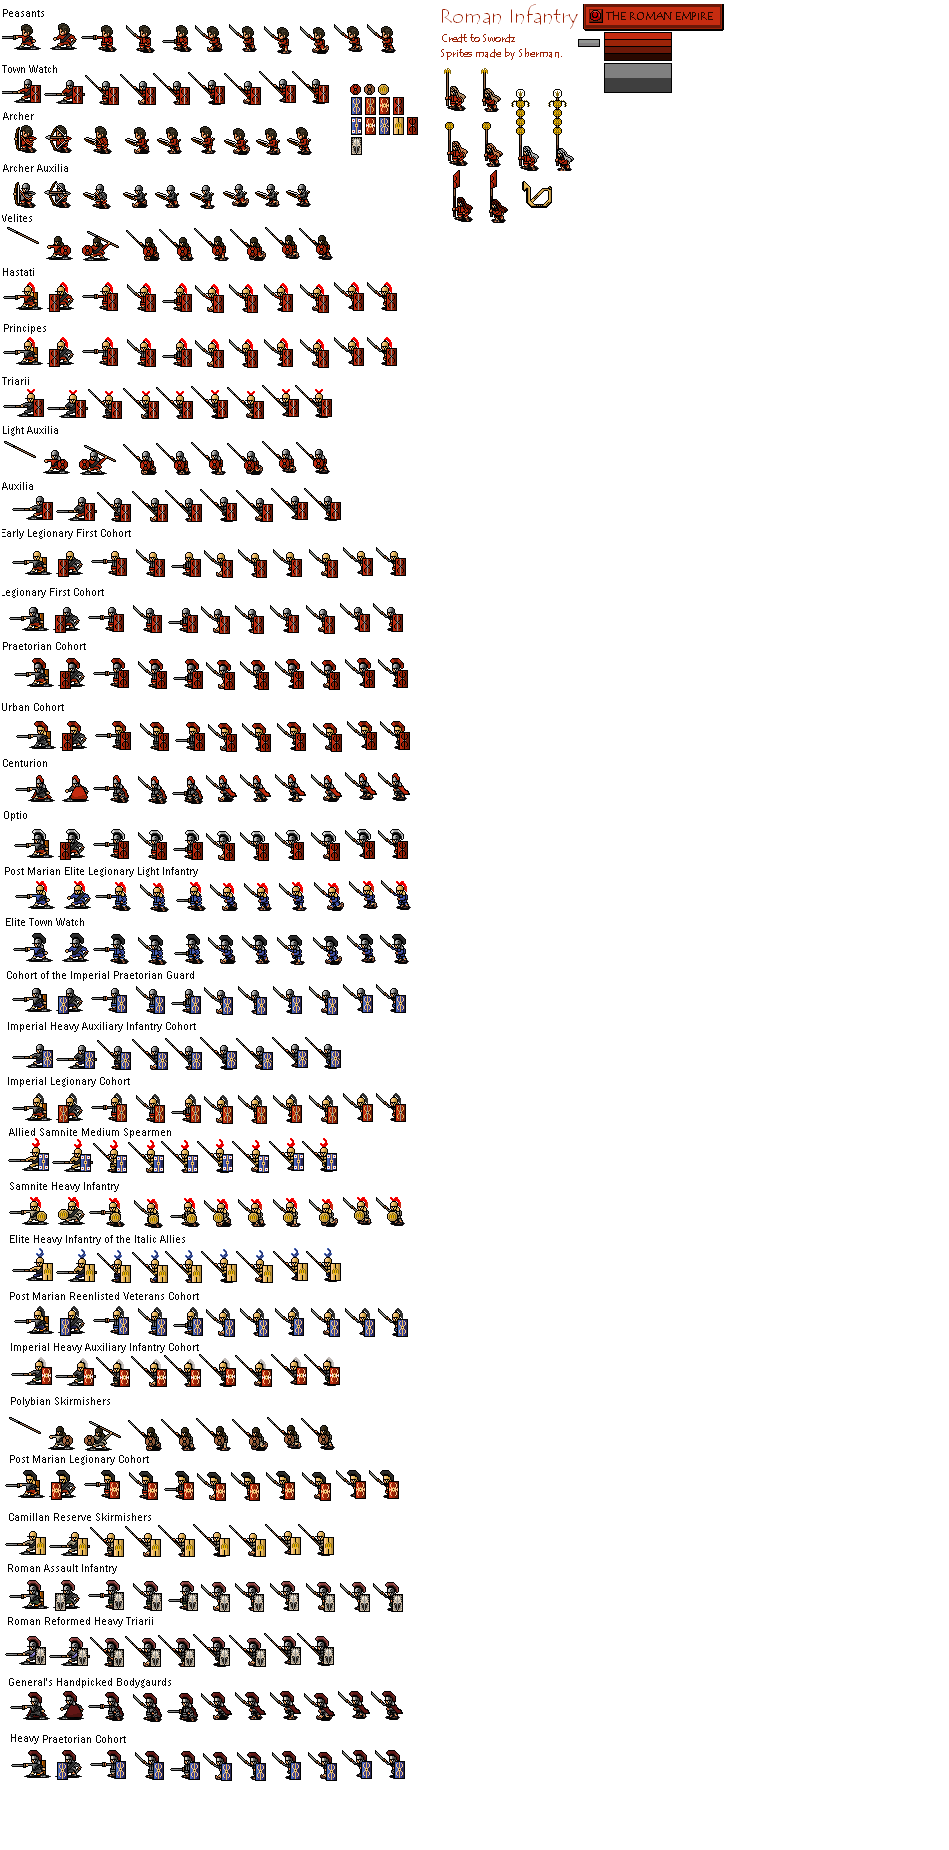 Peasants
Town Watch
Archer
Archer Auxilia
Velites
Hastati
Principes
Triarii
Light Auxilia
Auxilia
Early Legionary First Cohort
Legionary First Cohort
Praetorian Cohort
Urban Cohort
Centurion
Optio
Post Marian Elite Legionary Light Infantry
Elite Town Watch
Cohort of the Imperial Praetorian Guard
Imperial Heavy Auxiliary Infantry Cohort
Imperial Legionary Cohort
Allied Samnite Medium Spearmen
Samnite Heavy Infantry
Elite Heavy Infantry of the Italic Allies
Post Marian Reenlisted Veterans Cohort
Imperial Heavy Auxiliary Infantry Cohort
Polybian Skirmishers
Post Marian Legionary Cohort
Camillan Reserve Skirmishers
Roman Assault Infantry
Roman Reformed Heavy Triarii
General's Handpicked Bodygaurds
Heavy Praetorian Cohort
Roman Infantry
THE ROMAN EMPIRE
Credt to Swordz
Sprites made by Sherman.